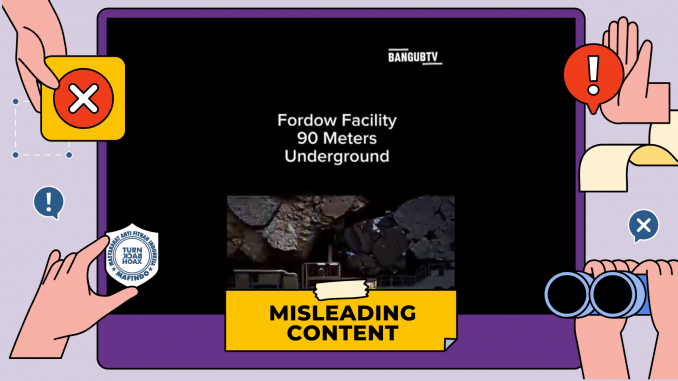 BANGUBTV
Fordow Facility
90 Meters
Underground
MASYARAKAT ANTI FITNAH INDONESIA
TURN
BACK
HOAX
MAFINDO
MISLEADING
CONTENT